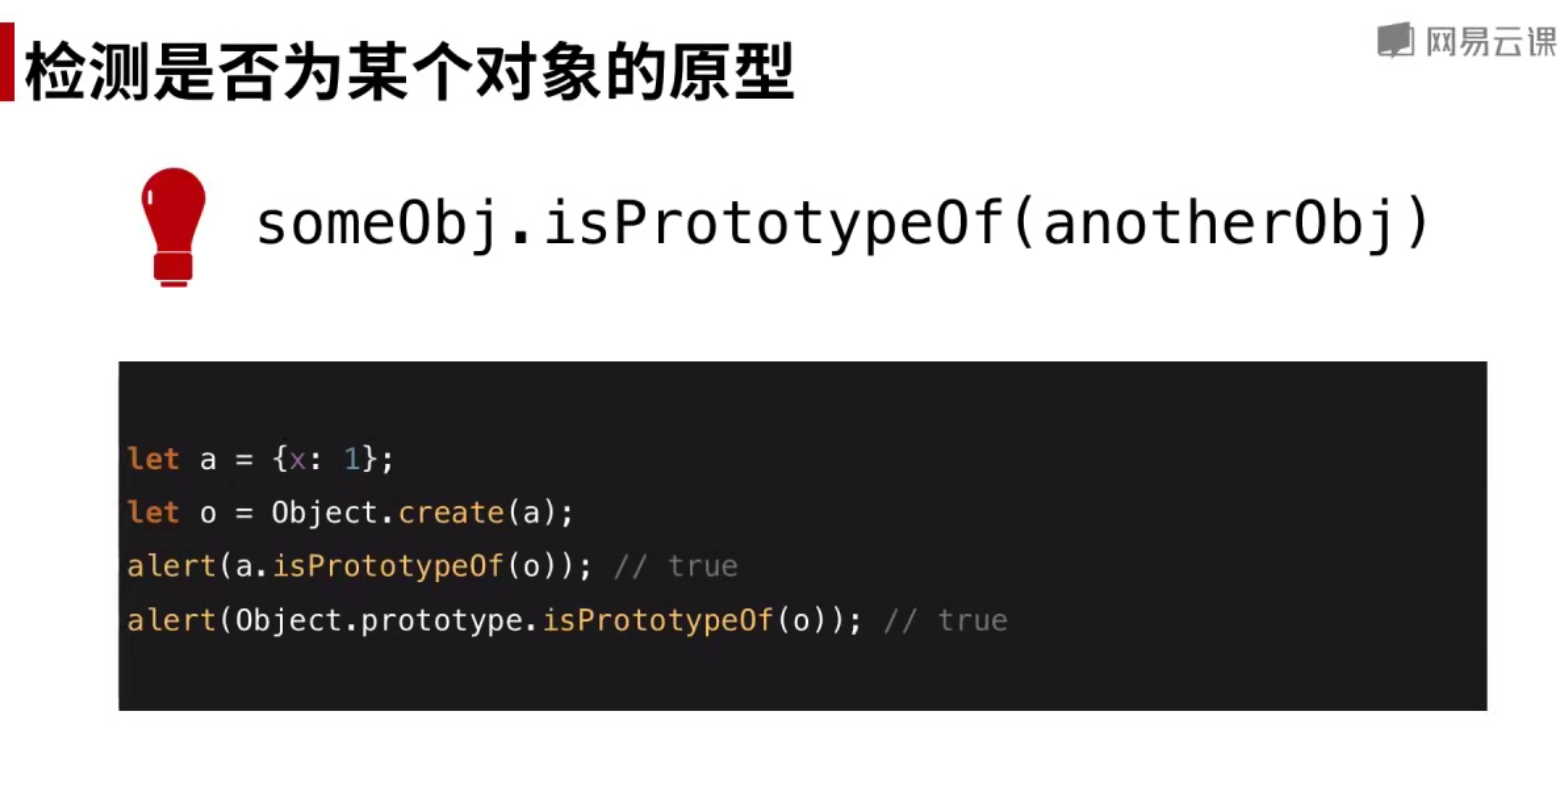 检测是否为某个对象的原型
网易云课
someObj.isPrototypeOf(anotherObj)
let a = {x: 1};
let o = Object.create(a);
alert(a.isPrototypeOf(o)); // true
alert(Object.prototype.isPrototypeOf(o)); // true